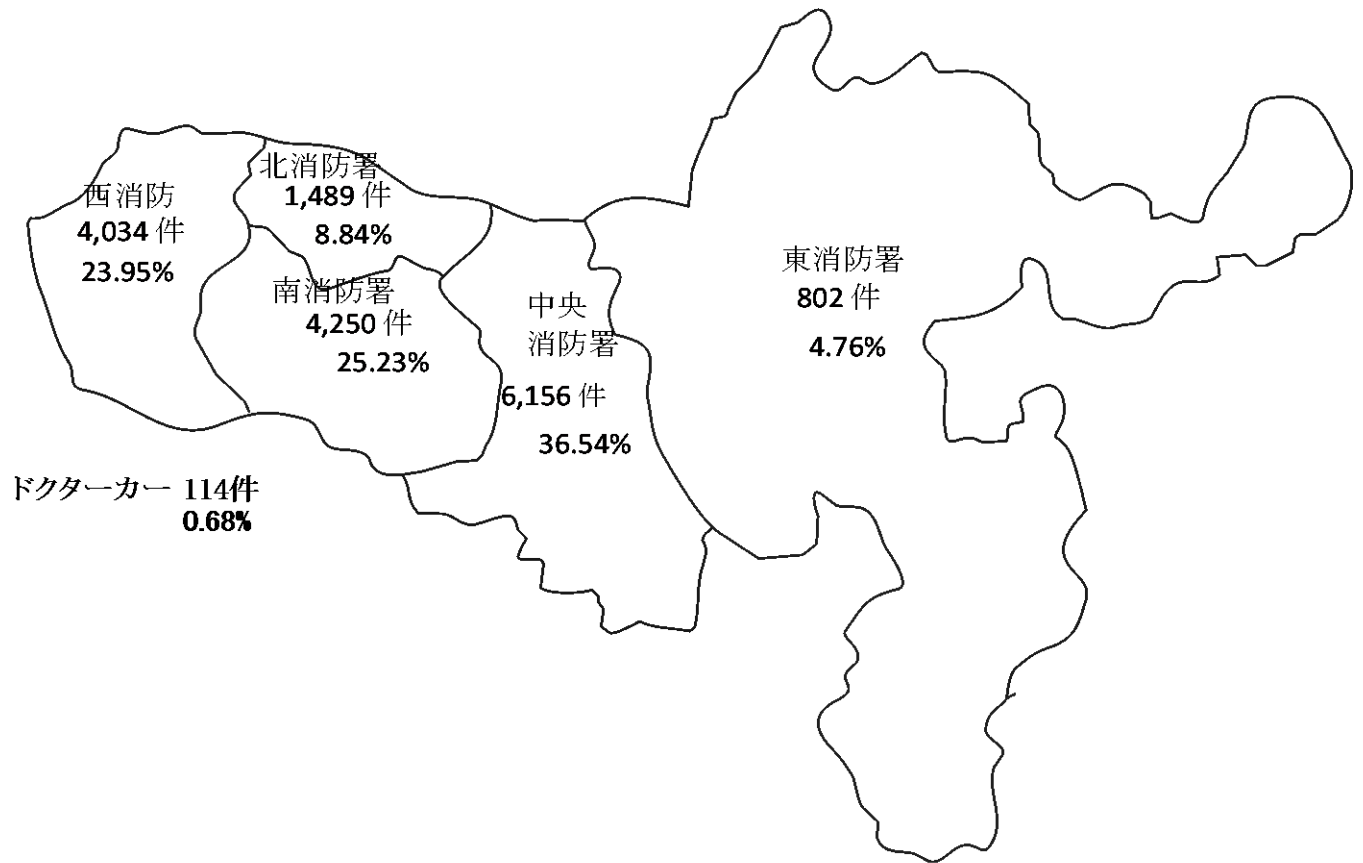 北消防署
1,489 件
8.84%
西消防
4,034 件
23.95%
南消防署
4,250 件
25.23%
中央
消防署
6,156 件
36.54%
東消防署
802 件
4.76%
ドクターカー 114件
0.68%